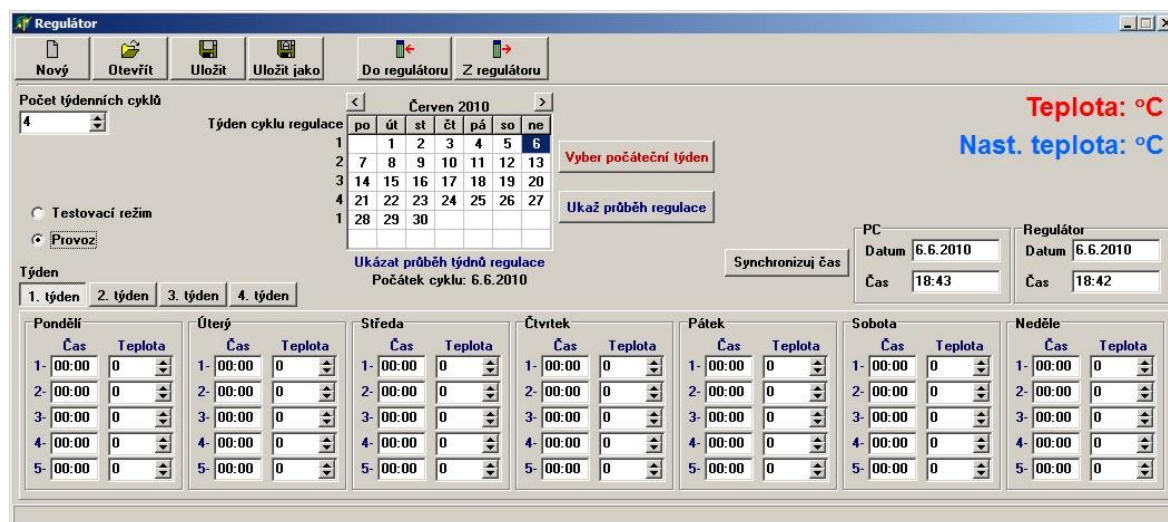 Regulátor
Nový Otevřít Uložit Uložit jako Do regulátoru Z regulátoru
Počet týdenních cyklů
4
Týden cyklu regulace
< Červen 2010 >
po út st čt pá so ne
1 1 2 3 4 5 6
2 7 8 9 10 11 12 13
3 14 15 16 17 18 19 20
4 21 22 23 24 25 26 27
1 28 29 30
Ukázat průběh týdnů regulace
Počátek cyklu: 6.6.2010
Vyber počáteční týden
Ukaž průběh regulace
Teplota: °C
Nast. teplota: °C
Testovací režim
Provoz
Synchronizuj čas
PC
Datum 6.6.2010
Čas 18:43
Regulátor
Datum 6.6.2010
Čas 18:42
Týden
1. týden 2. týden 3. týden 4. týden
Pondělí
Čas Teplota
1- 00:00 0
2- 00:00 0
3- 00:00 0
4- 00:00 0
5- 00:00 0
Úterý
Čas Teplota
1- 00:00 0
2- 00:00 0
3- 00:00 0
4- 00:00 0
5- 00:00 0
Středa
Čas Teplota
1- 00:00 0
2- 00:00 0
3- 00:00 0
4- 00:00 0
5- 00:00 0
Čtvrtek
Čas Teplota
1- 00:00 0
2- 00:00 0
3- 00:00 0
4- 00:00 0
5- 00:00 0
Pátek
Čas Teplota
1- 00:00 0
2- 00:00 0
3- 00:00 0
4- 00:00 0
5- 00:00 0
Sobota
Čas Teplota
1- 00:00 0
2- 00:00 0
3- 00:00 0
4- 00:00 0
5- 00:00 0
Neděle
Čas Teplota
1- 00:00 0
2- 00:00 0
3- 00:00 0
4- 00:00 0
5- 00:00 0